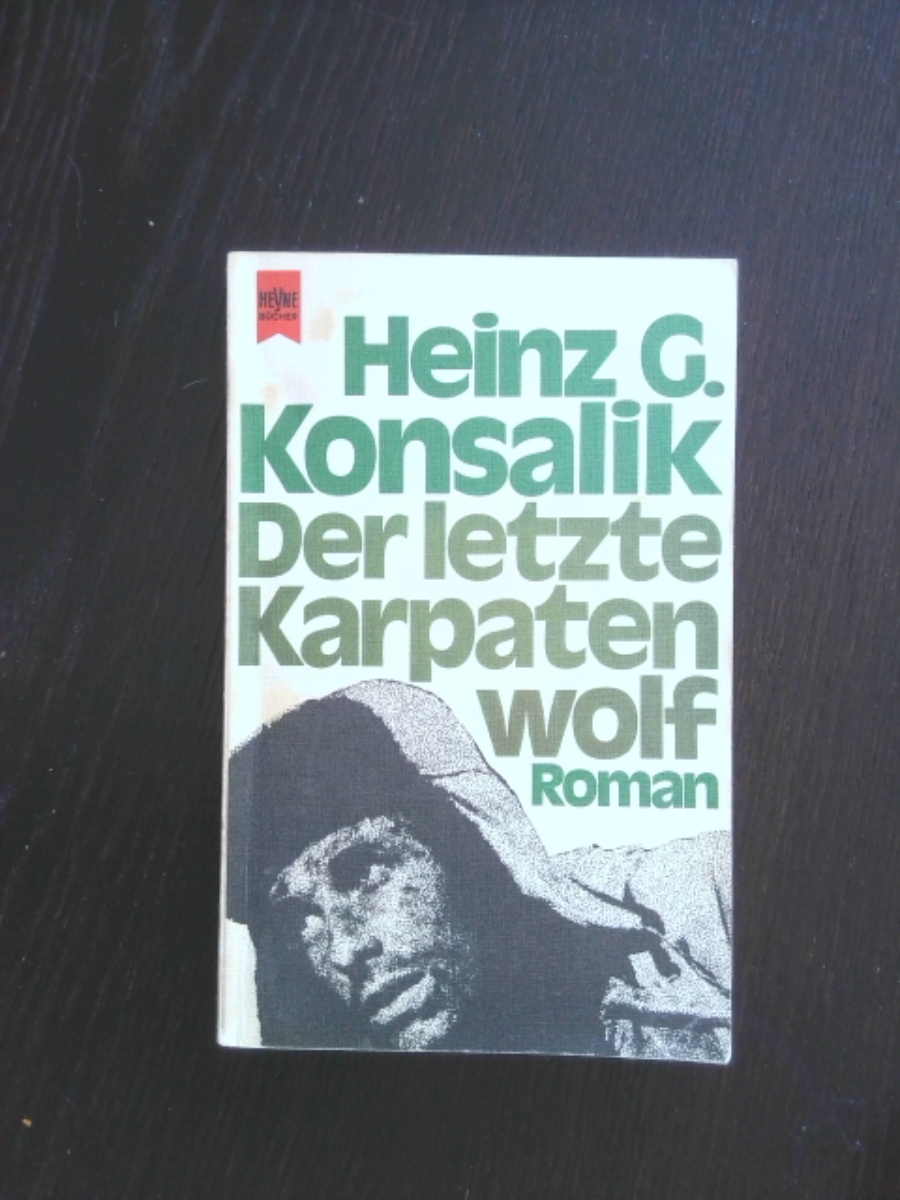 HEYNE
BÜCHER
Heinz G.
Konsalik
Der letzte
Karpaten
wolf
Roman